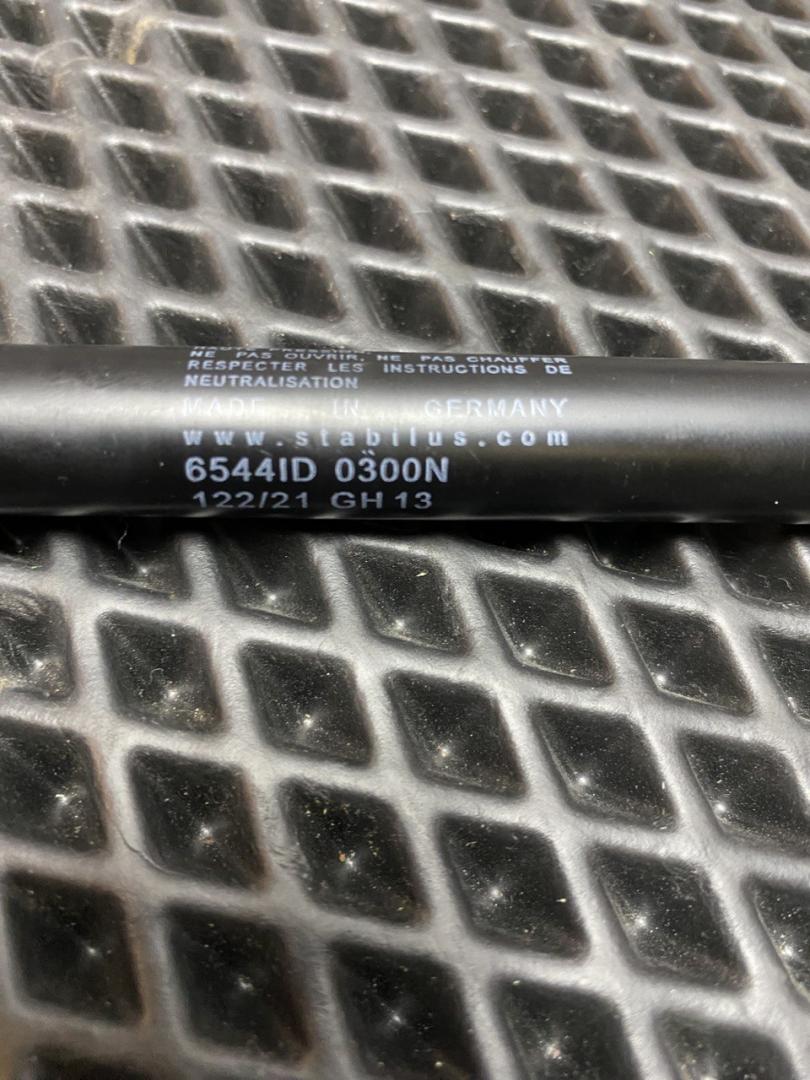 NE PAS OUVRIR. NE PAS CHAUFFER
RESPECTER LES INSTRUCTIONS DE
NEUTRALISATION
MADE IN GERMANY
www.stabilus.com
6544ID 0300N
122/21 GH 13